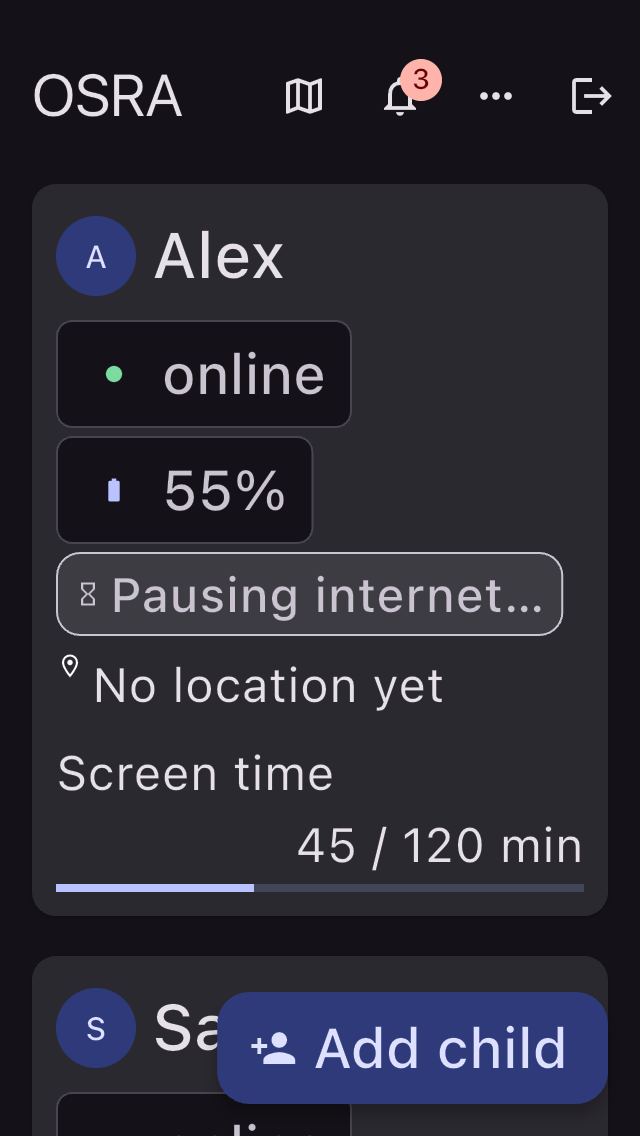 OSRA
3
A
Alex
online
55%
Pausing internet…
No location yet
Screen time
45 / 120 min
S
Add child